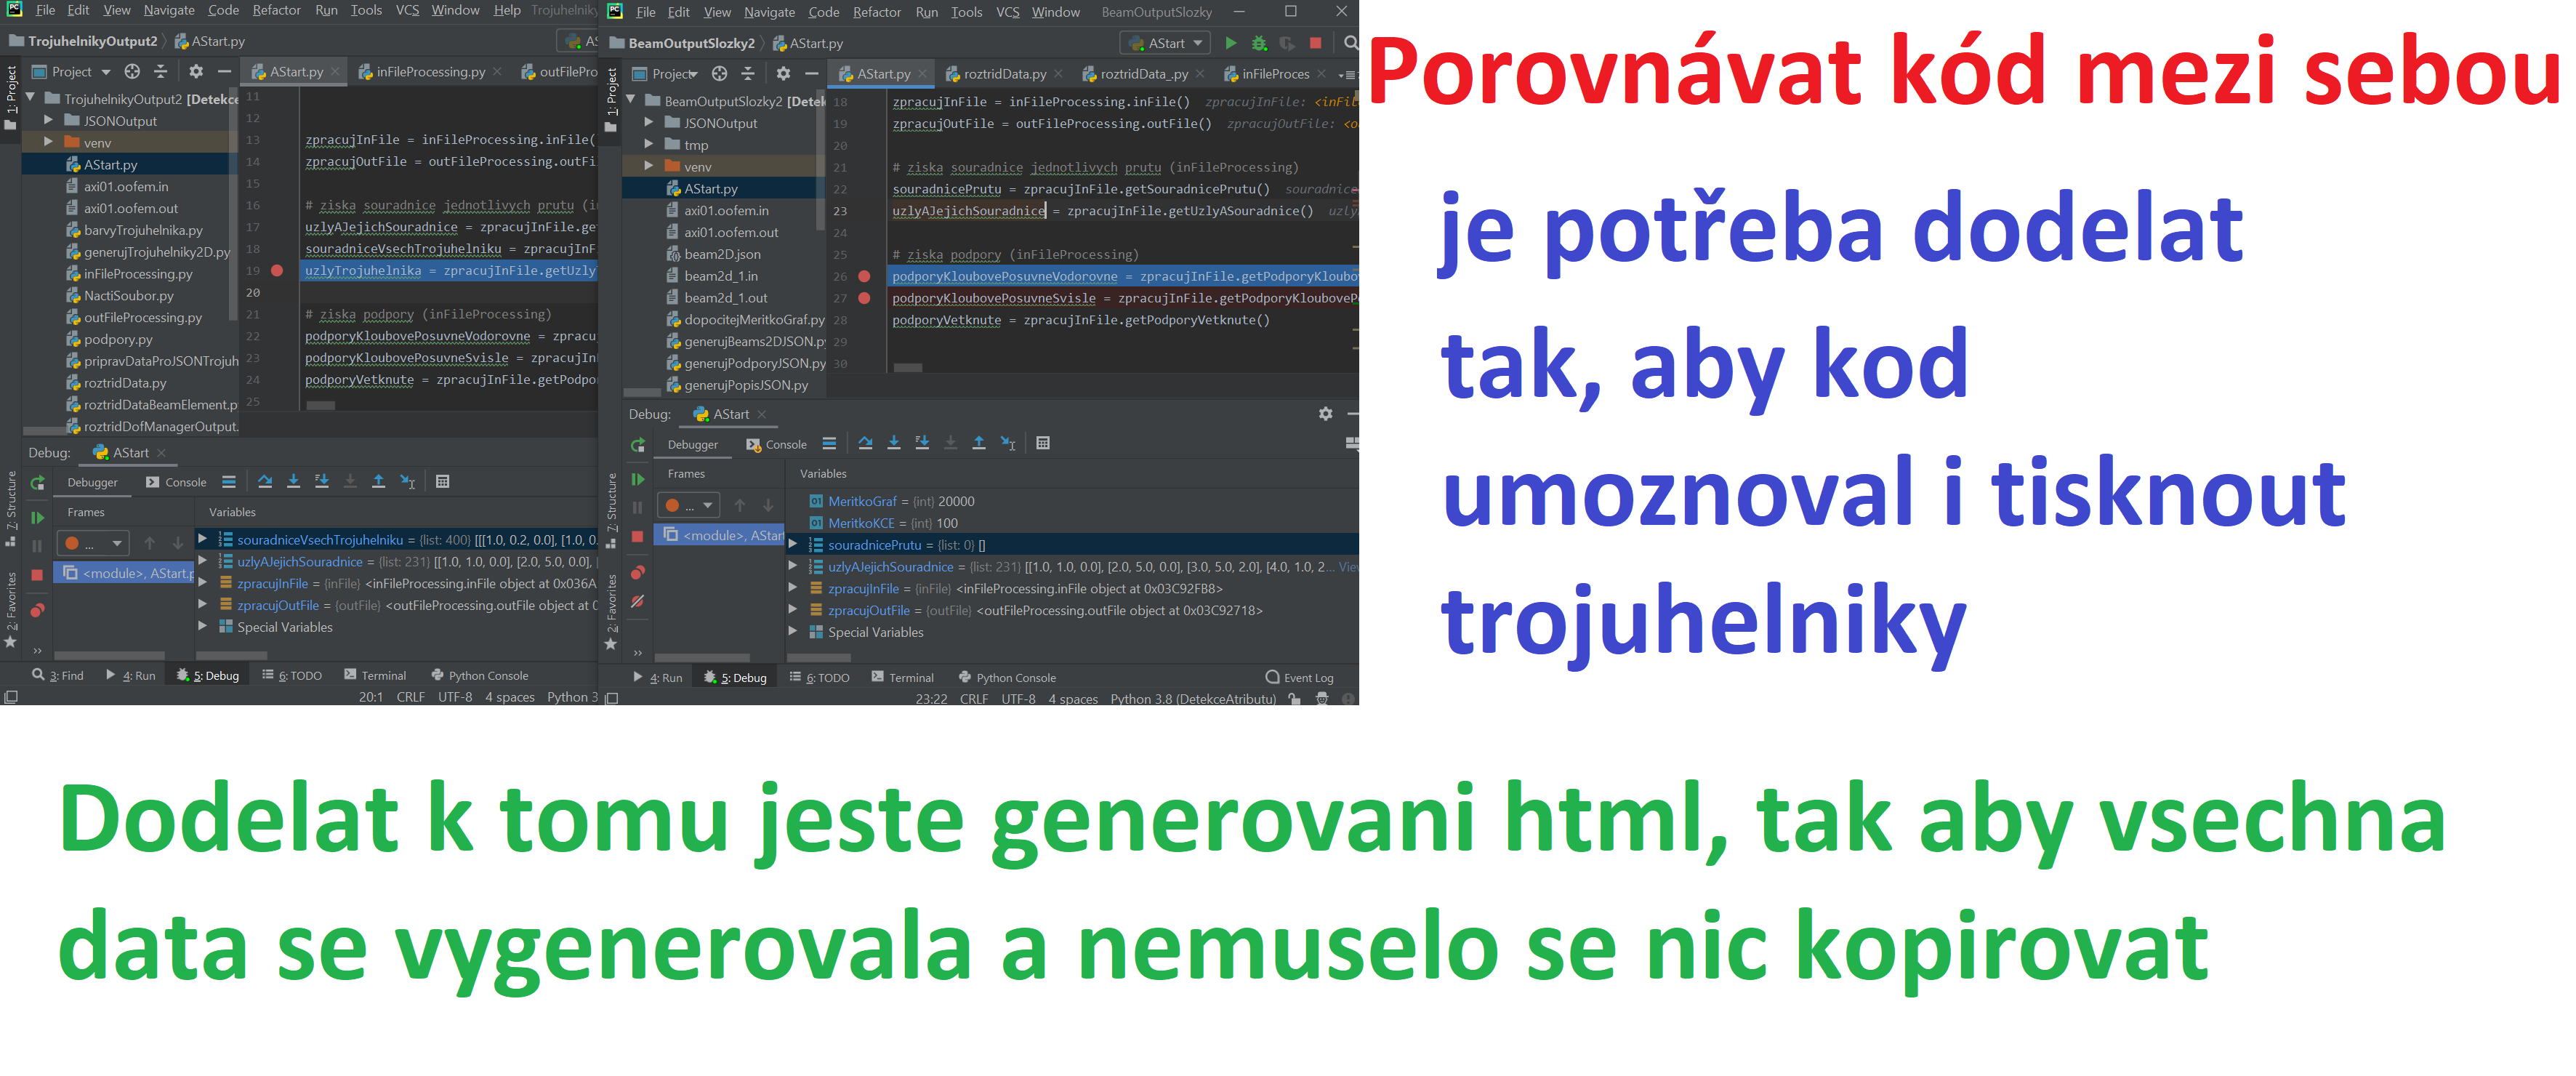 File Edit View Navigate Code Refactor Run Tools VCS Window Help Trojuhelniky
TrojuhelnikyOutput2 AStart.py
Project
AStart.py inFileProcessing.py outFilePro
1: Project
TrojuhelnikyOutput2 [Detekce
JSONOutput
venv
AStart.py
axi01.oofem.in
axi01.oofem.out
barvyTrojuhelnika.py
generujTrojuhelniky2D.py
inFileProcessing.py
NactiSoubor.py
outFileProcessing.py
podpory.py
pripravDataProJSONTrojuh
roztridData.py
roztridDataBeamElement.p
roztridDofManagerOutput.
11
12
13 zpracujInFile = inFileProcessing.inFile(
14 zpracujOutFile = outFileProcessing.outFi
15
16 # ziska souradnice jednotlivych prutu (i
17 uzlyAJejichSouradnice = zpracujInFile.get
18 souradniceVsechTrojuhelniku = zpracujInF
19 uzlyTrojuhelnika = zpracujInFile.getUzly
20
21 # ziska podpory (inFileProcessing)
22 podporyKloubovePosuvneVodorovne = zpracu
23 podporyKloubovePosuvneSvisle = zpracujIn
24 podporyVetknute = zpracujInFile.getPodpo
25
Debug: AStart
Debugger Console
Frames Variables
...
<module>, AStart.p
souradniceVsechTrojuhelniku = {list: 400} [[[1.0, 0.2, 0.0], [1.0, 0.
uzlyAJejichSouradnice = {list: 231} [[1.0, 1.0, 0.0], [2.0, 5.0, 0.0],
zpracujInFile = {inFile} <inFileProcessing.inFile object at 0x036A
zpracujOutFile = {outFile} <outFileProcessing.outFile object at 0
Special Variables
7: Structure
2: Favorites
3: Find 4: Run 5: Debug 6: TODO Terminal Python Console
20:1 CRLF UTF-8 4 spaces Python 3
File Edit View Navigate Code Refactor Run Tools VCS Window BeamOutputSlozky
BeamOutputSlozky2 AStart.py AStart
Project
AStart.py roztridData.py roztridData_.py inFileProces
1: Project
BeamOutputSlozky2 [Detek
JSONOutput
tmp
venv
AStart.py
axi01.oofem.in
axi01.oofem.out
beam2D.json
beam2d_1.in
beam2d_1.out
dopocitejMeritkoGraf.py
generujBeams2DJSON.py
generujPodporyJSON.py
generujPopisJSON.py
18 zpracujInFile = inFileProcessing.inFile() zpracujInFile: <inFil
19 zpracujOutFile = outFileProcessing.outFile() zpracujOutFile: <o
20
21 # ziska souradnice jednotlivych prutu (inFileProcessing)
22 souradnicePrutu = zpracujInFile.getSouradnicePrutu() souradnice
23 uzlyAJejichSouradnice = zpracujInFile.getUzlyASouradnice() uzly
24
25 # ziska podpory (inFileProcessing)
26 podporyKloubovePosuvneVodorovne = zpracujInFile.getPodporyKloubo
27 podporyKloubovePosuvneSvisle = zpracujInFile.getPodporyKloubovePo
28 podporyVetknute = zpracujInFile.getPodporyVetknute()
29
30
Debug: AStart
Debugger Console
Frames Variables
...
<module>, AStar
MeritkoGraf = {int} 20000
MeritkoKCE = {int} 100
souradnicePrutu = {list: 0} []
uzlyAJejichSouradnice = {list: 231} [[1.0, 1.0, 0.0], [2.0, 5.0, 0.0], [3.0, 5.0, 2.0], [4.0, 1.0, 2... View
zpracujInFile = {inFile} <inFileProcessing.inFile object at 0x03C92FB8>
zpracujOutFile = {outFile} <outFileProcessing.outFile object at 0x03C92718>
Special Variables
7: Structure
2: Favorites
4: Run 5: Debug 6: TODO Terminal Python Console Event Log
23:22 CRLF UTF-8 4 spaces Python 3.8 (DetekceAtributu)
Porovnávat kód mezi sebou
je potřeba dodelat
tak, aby kod
umoznoval i tisknout
trojuhelniky
Dodelat k tomu jeste generovani html, tak aby vsechna
data se vygenerovala a nemuselo se nic kopirovat